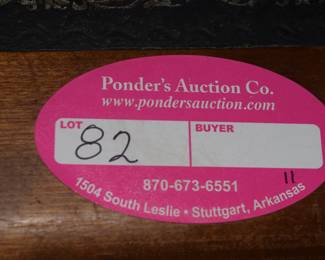 Ponder's Auction Co.
www.pondersauction.com
LOT
82
BUYER
870-673-6551
11
1504 South Leslie • Stuttgart, Arkansas